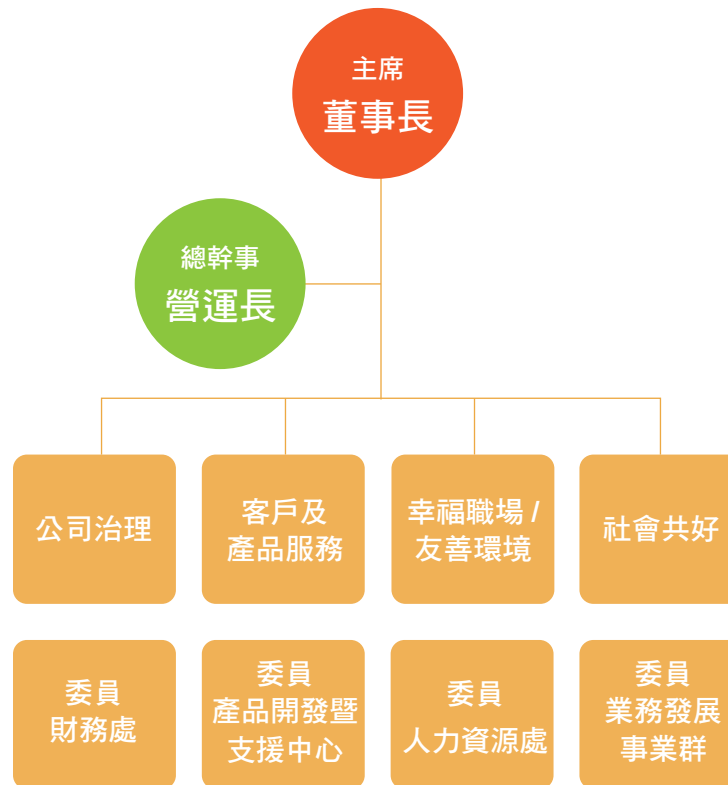 主席
董事長
總幹事
營運長
公司治理
客戶及
產品服務
幸福職場 /
友善環境
社會共好
委員
財務處
委員
產品開發暨
支援中心
委員
人力資源處
委員
業務發展
事業群